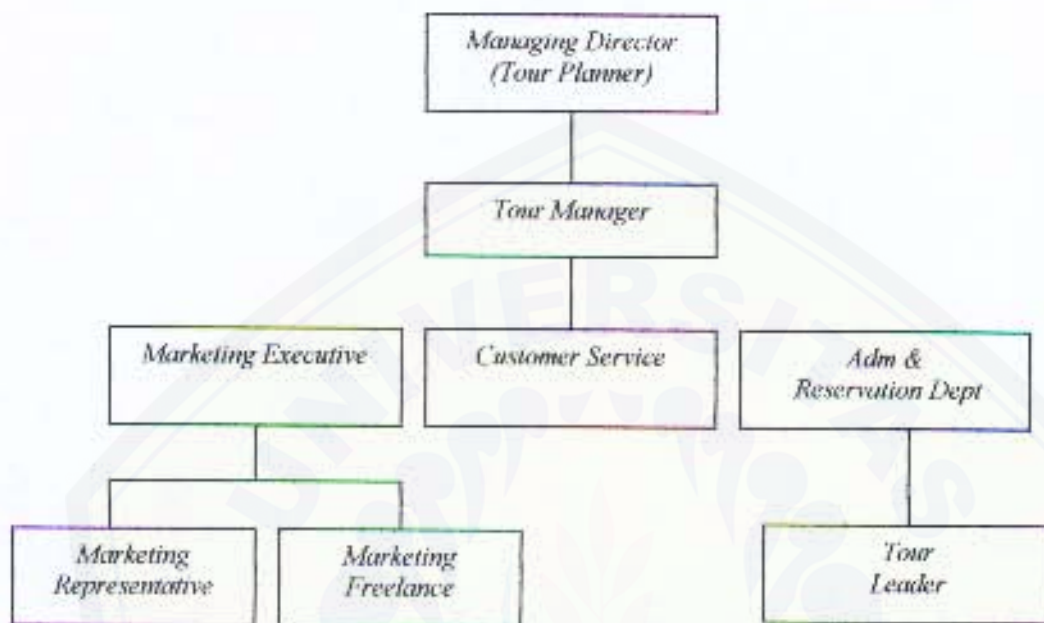 Managing Director
(Tour Planner)
Tour Manager
Marketing Executive
Customer Service
Adm &
Reservation Dept
Marketing
Representative
Marketing
Freelance
Tour
Leader
UNIVERSITAS